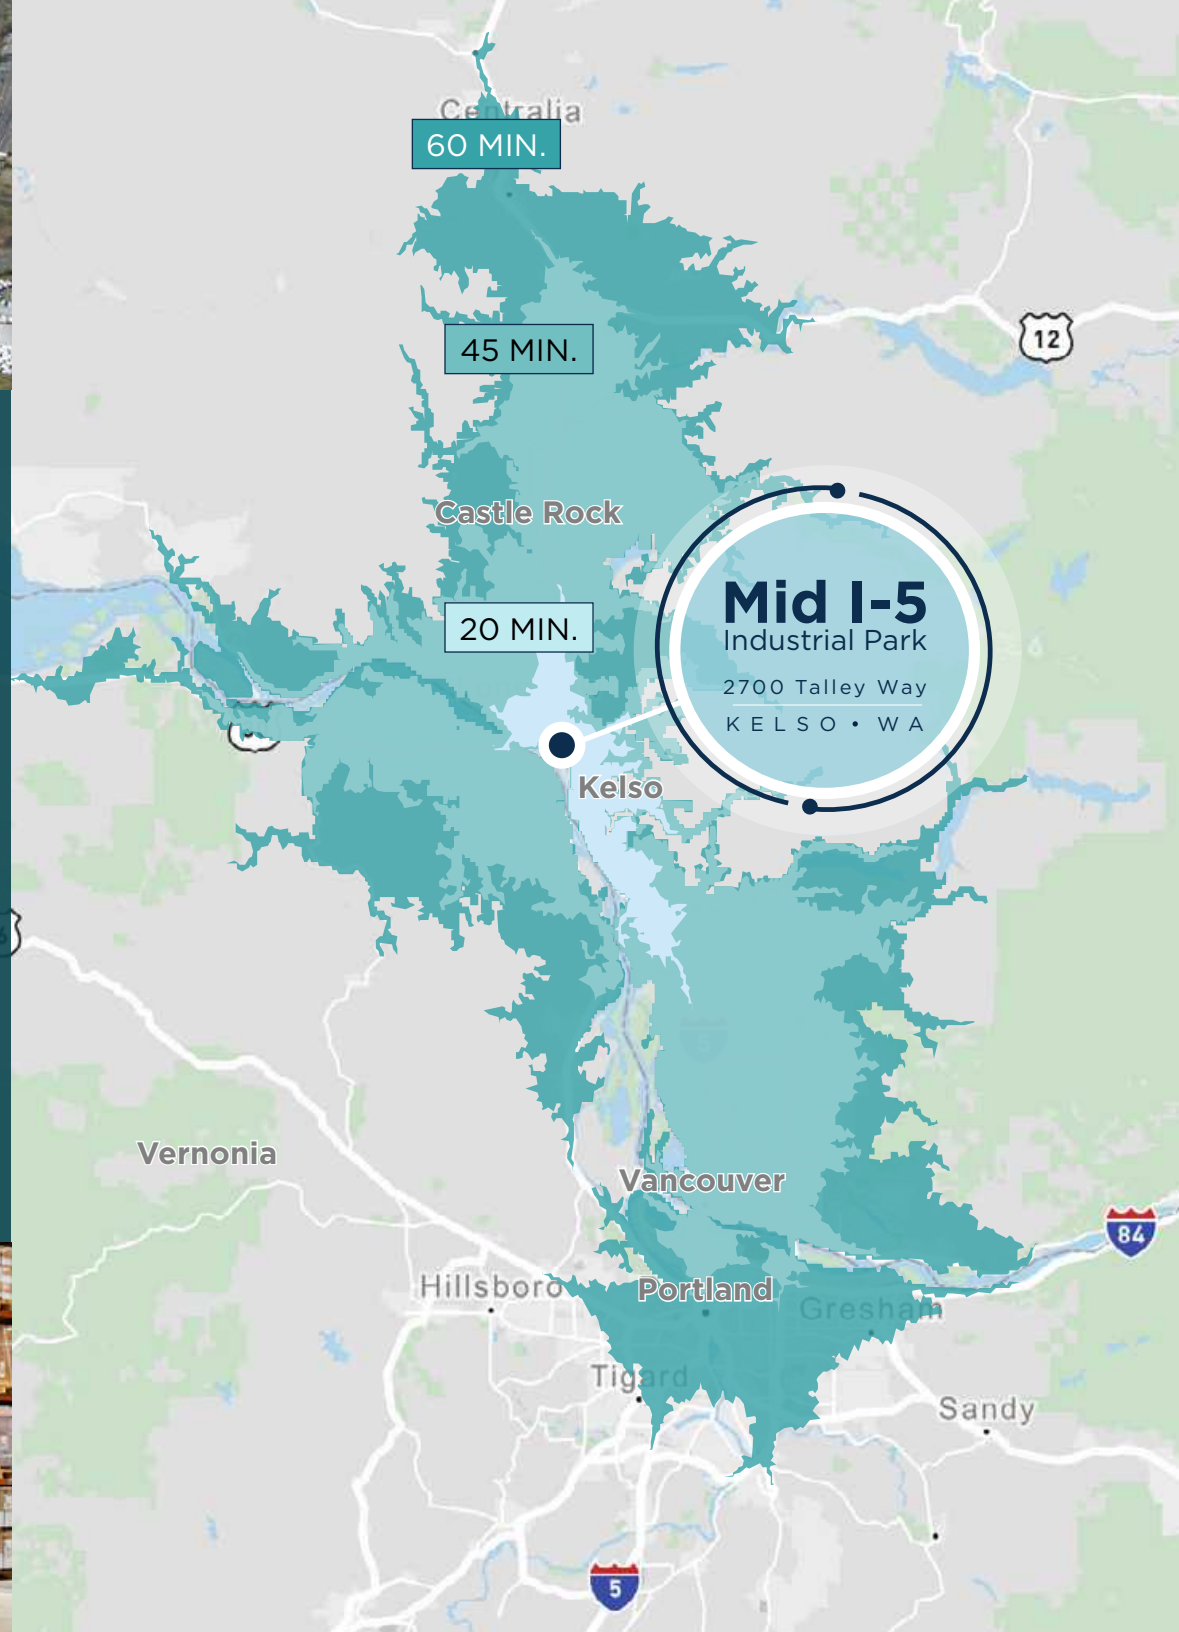 Centralia
60 MIN.
45 MIN.
12
Castle Rock
Mid I-5
Industrial Park
2700 Talley Way
KELSO • WA
20 MIN.
Kelso
Vernonia
Vancouver
84
Hillsboro
Portland
Gresham
Tigard
Sandy
5